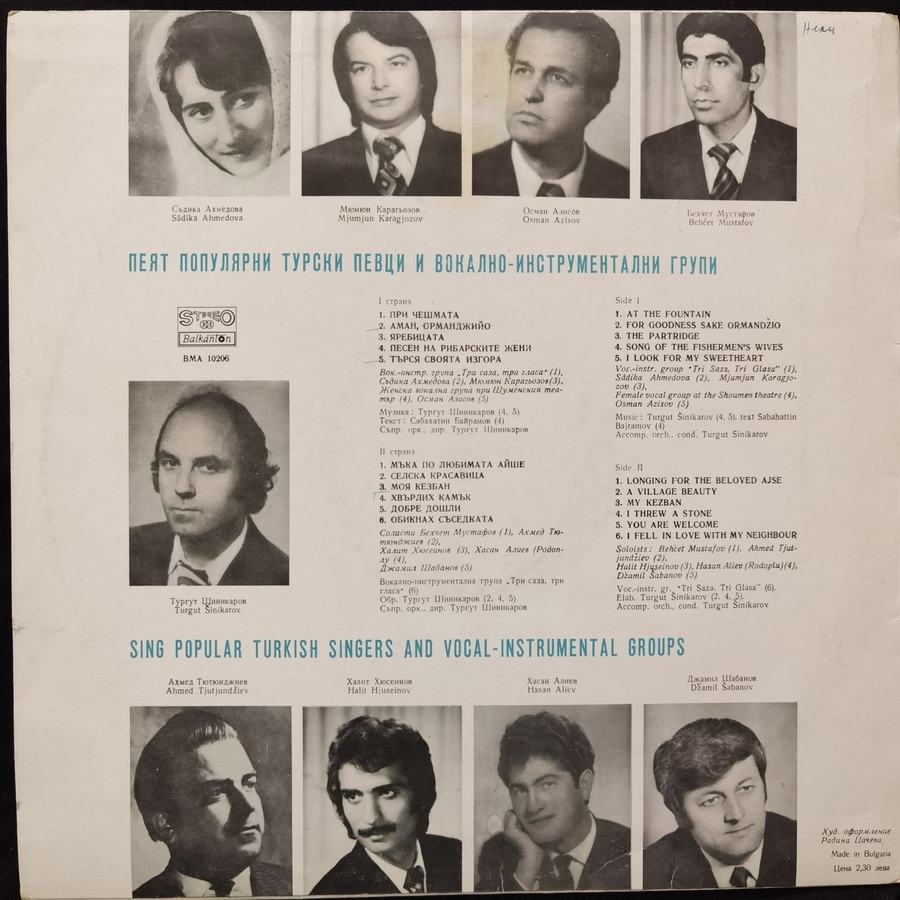 Нели
Съдика Ахмедова
Sâdika Ahmedova
Мюмюн Карагьозов
Mjumjun Karagjozov
Осман Азисов
Osman Azisov
Бехчет Мустафов
Behčet Mustafov
ПЕЯТ ПОПУЛЯРНИ ТУРСКИ ПЕВЦИ И ВОКАЛНО-ИНСТРУМЕНТАЛНИ ГРУПИ
STEREO
Balkanton
ВМА 10206
I страна
1. ПРИ ЧЕШМАТА
2. АМАН, ОРМАНДЖИЙО
3. ЯРЕБИЦАТА
4. ПЕСЕН НА РИБАРСКИТЕ ЖЕНИ
5. ТЪРСЯ СВОЯТА ИЗГОРА
Вок.-инстр. група „Три саза, три гласа“ (1),
Съдика Ахмедова (2), Мюмюн Карагьозов(3),
Женска вокална група при Шуменския теа-
тър (4), Осман Азисов (5)
Музика: Тургут Шиникаров (4, 5)
Текст: Сабахатин Байрамов (4)
Съпр. орк., дир. Тургут Шиникаров
Side I
1. AT THE FOUNTAIN
2. FOR GOODNESS SAKE ORMANDŽIO
3. THE PARTRIDGE
4. SONG OF THE FISHERMEN'S WIVES
5. I LOOK FOR MY SWEETHEART
Voc.-instr. group "Tri Saza, Tri Glasa" (1),
Sâdika Ahmedova (2), Mjumjun Karagjo-
zov (3),
Female vocal group at the Shoumen theatre (4),
Osman Azisov (5)
Music: Turgut Šinikarov (4, 5), text Sabahattin
Bajramov (4)
Accomp. orch., cond. Turgut Šinikarov
II страна
1. МЪКА ПО ЛЮБИМАТА АЙШЕ
2. СЕЛСКА КРАСАВИЦА
3. МОЯ КЕЗБАН
4. ХВЪРЛИХ КАМЪК
5. ДОБРЕ ДОШЛИ
6. ОБИКНАХ СЪСЕДКАТА
Солисти Бехчет Мустафов (1), Ахмед Тю-
тюнджиев (2),
Халит Хюсеинов (3), Хасан Алиев (Родоп-
лу (4),
Джамил Шабанов (5)
Вокално-инструментална група „Три саза, три
гласа“ (6)
Обр. Тургут Шиникаров (2, 4, 5)
Съпр. орк., дир. Тургут Шиникаров
Side II
1. LONGING FOR THE BELOVED AJSE
2. A VILLAGE BEAUTY
3. MY KEZBAN
4. I THREW A STONE
5. YOU ARE WELCOME
6. I FELL IN LOVE WITH MY NEIGHBOUR
Soloists: Behčet Mustafov (1), Ahmed Tjut-
jundžiev (2),
Halit Hjuseinov (3), Hasan Aliev (Rodoplu)(4),
Džamil Šabanov (5)
Voc.-instr. gr. "Tri Saza, Tri Glasa" (6).
Elab. Turgut Šinikarov (2, 4, 5).
Accomp. orch., cond. Turgut Šinikarov
Тургут Шиникаров
Turgut Šinikarov
SING POPULAR TURKISH SINGERS AND VOCAL-INSTRUMENTAL GROUPS
Ахмед Тютюнджиев
Ahmed Tjutjundžiev
Халит Хюсеинов
Halit Hjuseinov
Хасан Алиев
Hasan Aliev
Джамил Шабанов
Džamil Šabanov
Худ. оформление
Радина Цачева
Made in Bulgaria
Цена 2,30 лева